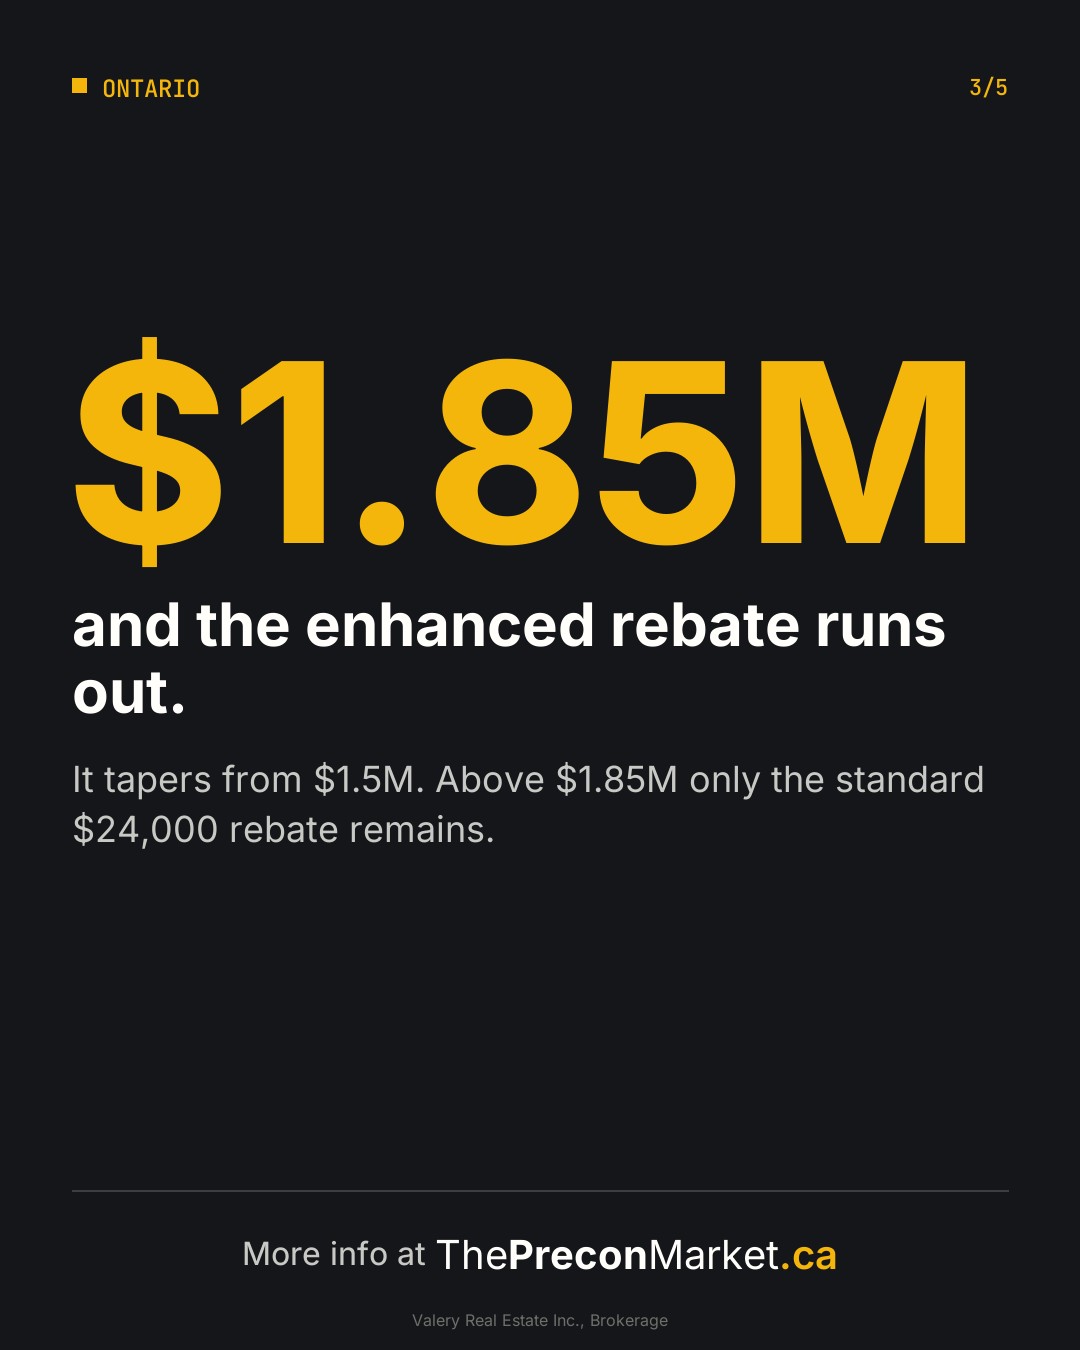 ONTARIO
3/5
$1.85M
and the enhanced rebate runs
out.
It tapers from $1.5M. Above $1.85M only the standard
$24,000 rebate remains.
More info at ThePreconMarket.ca
Valery Real Estate Inc., Brokerage